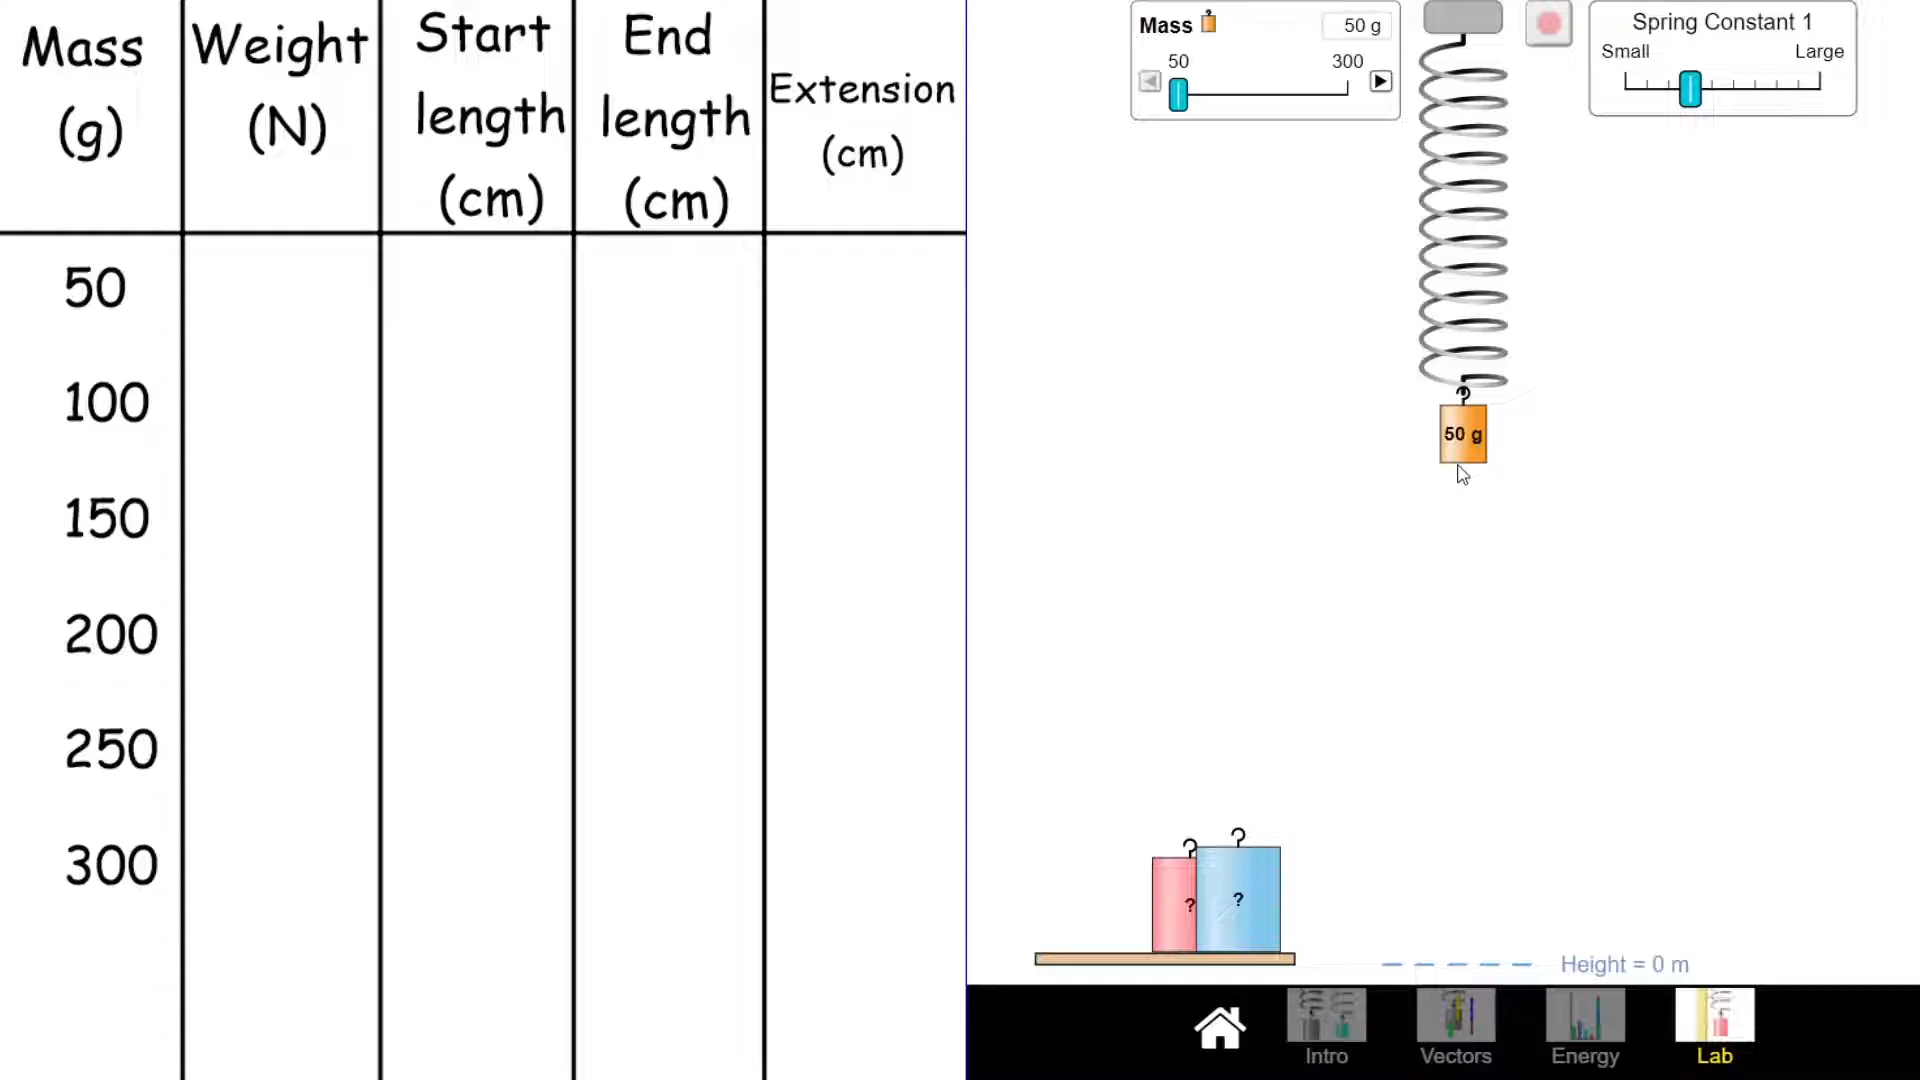 Mass
(g)
Weight
(N)
Start
length
(cm)
End
length
(cm)
Extension
(cm)
50
100
150
200
250
300
Mass
50 g
50
300
Spring Constant 1
Small
Large
50 g
?
?
Height = 0 m
Intro
Vectors
Energy
Lab